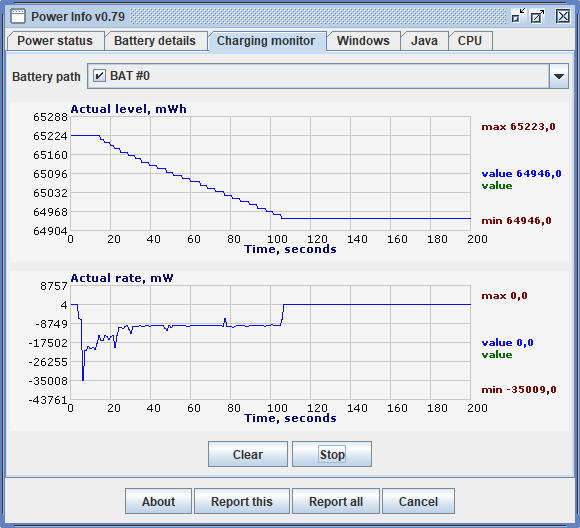 Power Info v0.79
Power status Battery details Charging monitor Windows Java CPU
Battery path BAT #0
Actual level, mWh
65288
65224
65160
65096
65032
64968
64904
0 20 40 60 80 100 120 140 160 180 200
Time, seconds
max 65223,0
value 64946,0
value
min 64946,0
Actual rate, mW
8757
4
-8749
-17502
-26255
-35008
-43761
0 20 40 60 80 100 120 140 160 180 200
Time, seconds
max 0,0
value 0,0
value
min -35009,0
Clear Stop
About Report this Report all Cancel